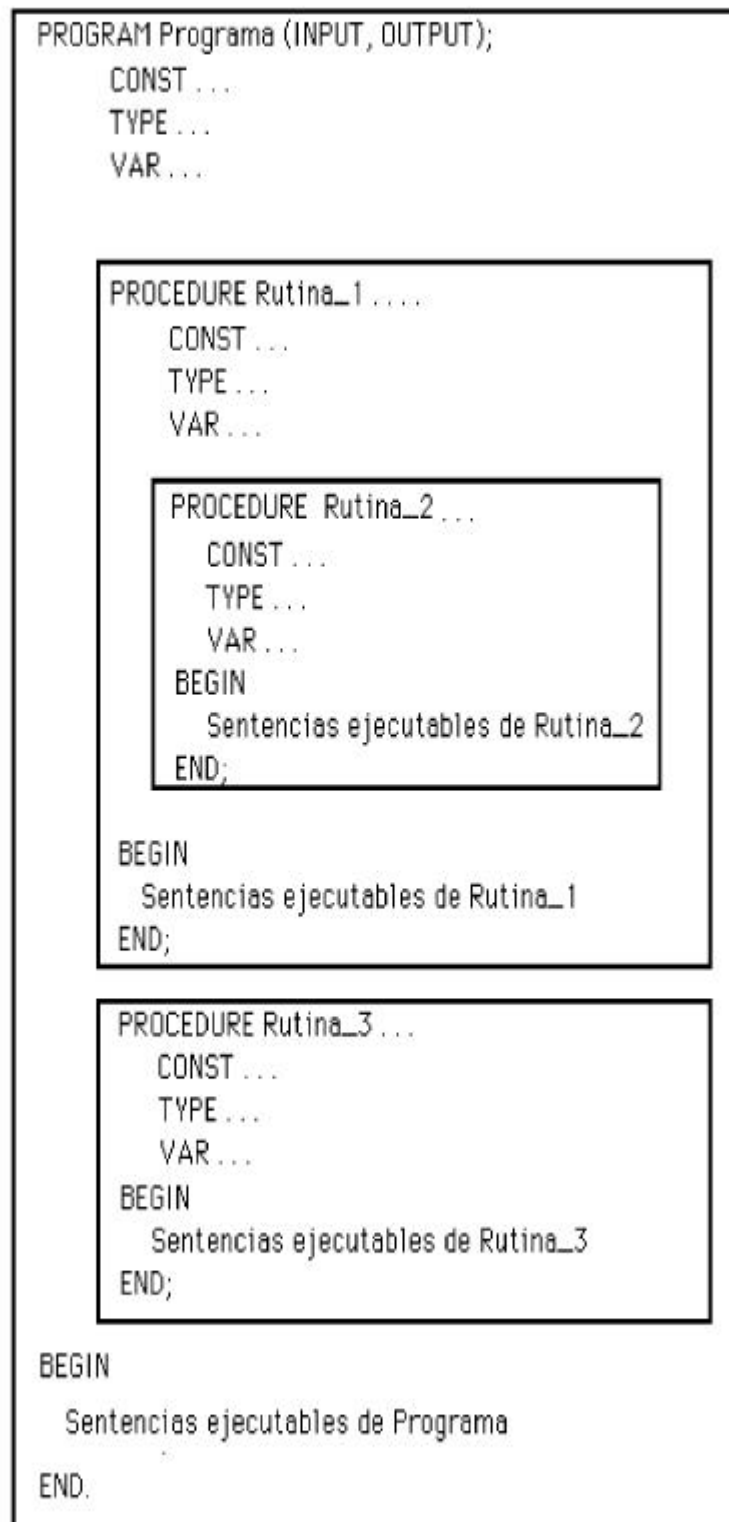 PROGRAM Programa (INPUT, OUTPUT);
CONST ...
TYPE ...
VAR ...
PROCEDURE Rutina_1 ....
CONST ...
TYPE ...
VAR ...
PROCEDURE Rutina_2 ...
CONST ...
TYPE ...
VAR ...
BEGIN
Sentencias ejecutables de Rutina_2
END;
BEGIN
Sentencias ejecutables de Rutina_1
END;
PROCEDURE Rutina_3 ...
CONST ...
TYPE ...
VAR ...
BEGIN
Sentencias ejecutables de Rutina_3
END;
BEGIN
Sentencias ejecutables de Programa
END.